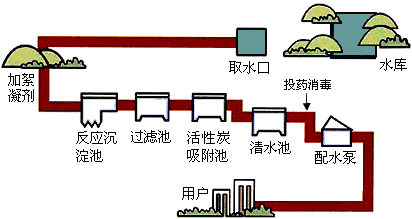 取水口
水库
加絮
凝剂
投药消毒
反应沉
淀池
过滤池
活性炭
吸附池
清水池
配水泵
用户